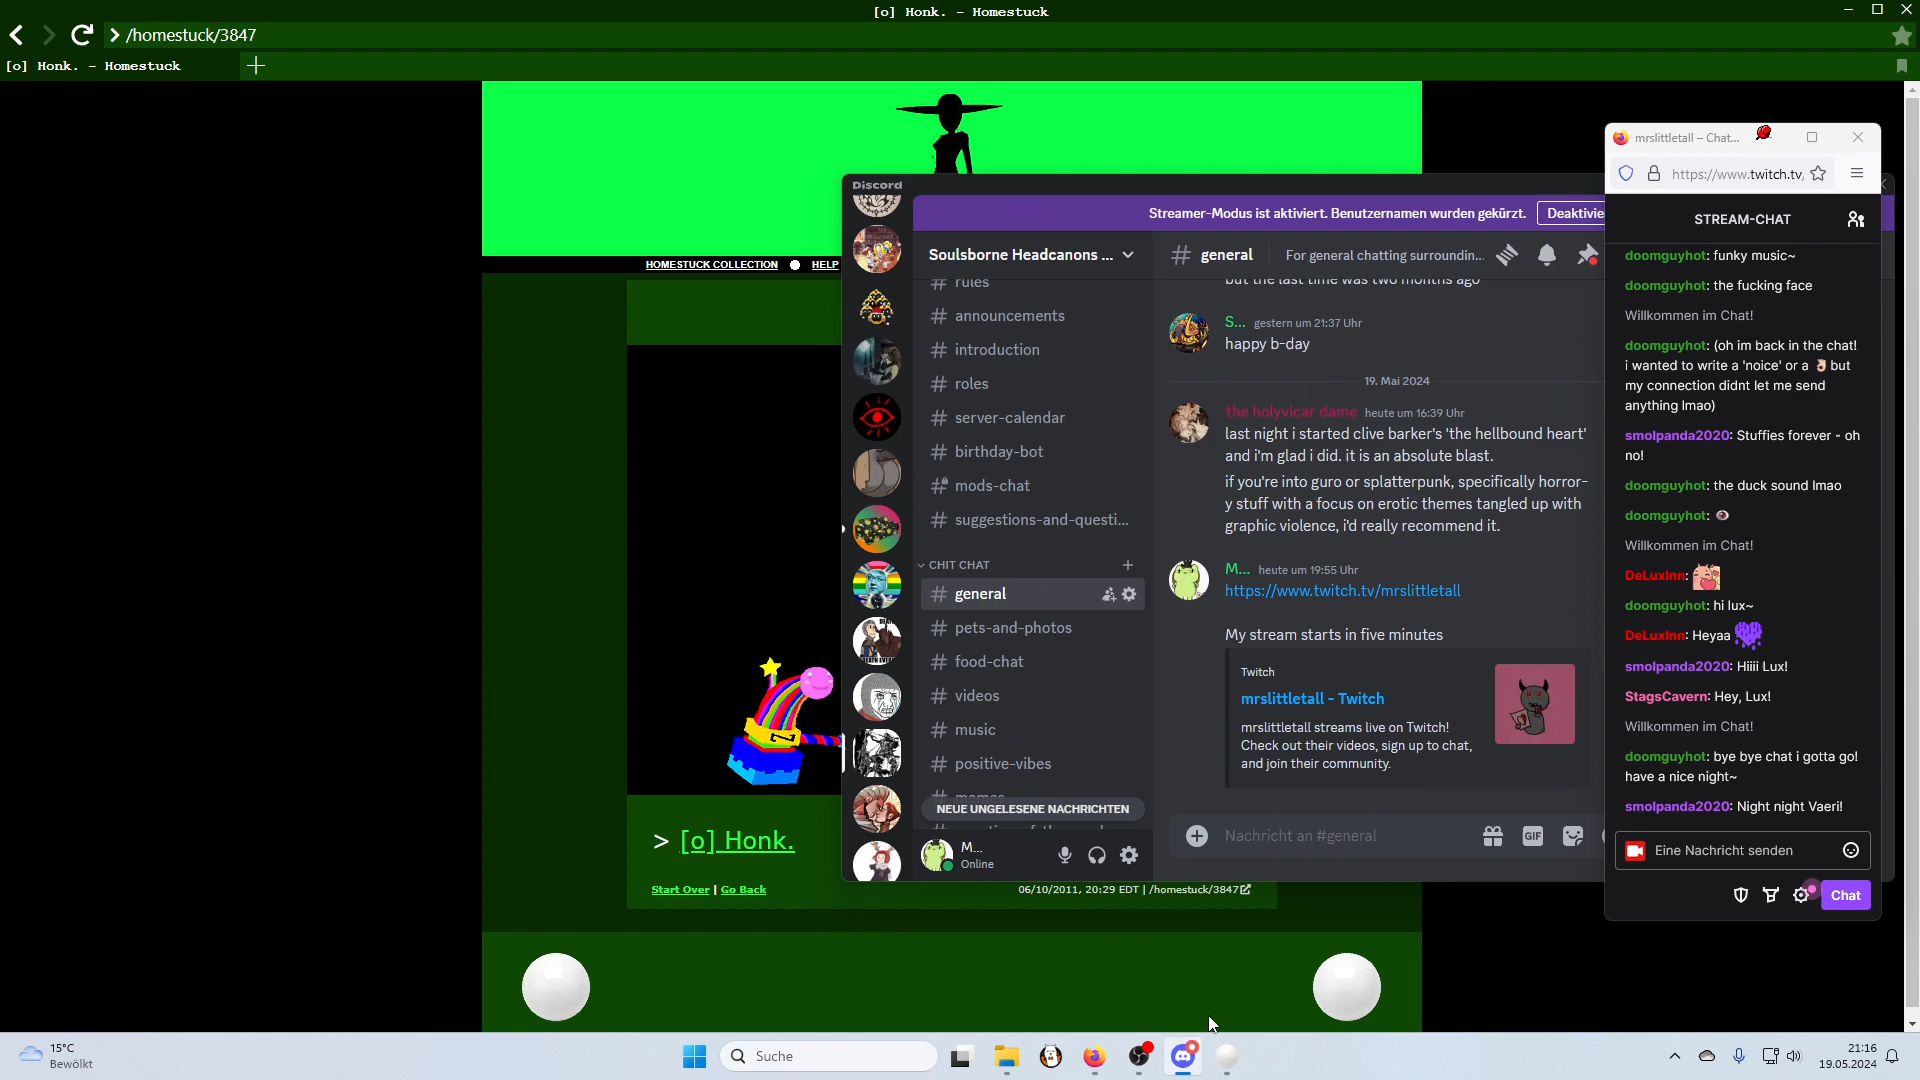 [o] Honk. - Homestuck
/homestuck/3847
[o] Honk. - Homestuck
HOMESTUCK COLLECTION
HELP
> [o] Honk.
Start Over | Go Back
06/10/2011, 20:29 EDT | /homestuck/3847
Discord
Streamer-Modus ist aktiviert. Benutzernamen wurden gekürzt.
Deaktivie
Soulsborne Headcanons ...
# rules
# announcements
# introduction
# roles
# server-calendar
# birthday-bot
# mods-chat
# suggestions-and-questi...
CHIT CHAT
# general
# pets-and-photos
# food-chat
# videos
# music
# positive-vibes
NEUE UNGELESENE NACHRICHTEN
M...
Online
# general
For general chatting surroundin...
but the last time was two months ago
S... gestern um 21:37 Uhr
happy b-day
19. Mai 2024
the holyvicar dame heute um 16:39 Uhr
last night i started clive barker's 'the hellbound heart'
and i'm glad i did. it is an absolute blast.
if you're into guro or splatterpunk, specifically horror-
y stuff with a focus on erotic themes tangled up with
graphic violence, i'd really recommend it.
M... heute um 19:55 Uhr
https://www.twitch.tv/mrslittletall
My stream starts in five minutes
Twitch
mrslittletall - Twitch
mrslittletall streams live on Twitch!
Check out their videos, sign up to chat,
and join their community.
Nachricht an #general
GIF
mrslittletall – Chat...
https://www.twitch.tv,
STREAM-CHAT
doomguyhot: funky music~
doomguyhot: the fucking face
Willkommen im Chat!
doomguyhot: (oh im back in the chat!
i wanted to write a 'noice' or a 👌 but
my connection didnt let me send
anything lmao)
smolpanda2020: Stuffies forever - oh
no!
doomguyhot: the duck sound lmao
doomguyhot: 👁
Willkommen im Chat!
DeLuxInn:
doomguyhot: hi lux~
DeLuxInn: Heyaa
smolpanda2020: Hiiii Lux!
StagsCavern: Hey, Lux!
Willkommen im Chat!
doomguyhot: bye bye chat i gotta go!
have a nice night~
smolpanda2020: Night night Vaeri!
Eine Nachricht senden
Chat
15°C
Bewölkt
Suche
21:16
19.05.2024